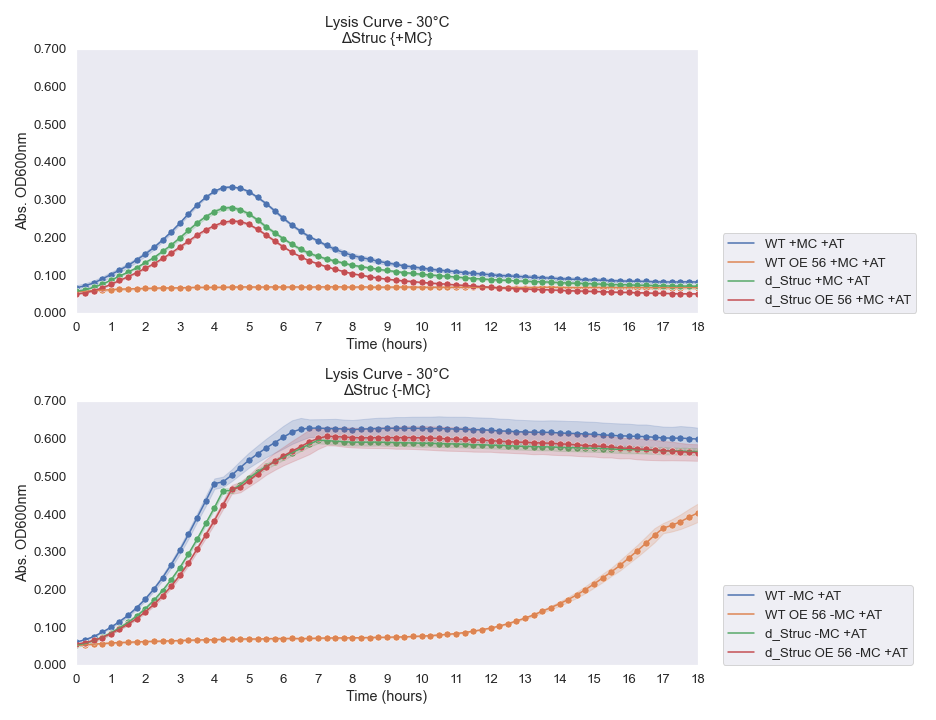 Lysis Curve - 30°C
ΔStruc {+MC}
0.700
0.600
0.500
0.400
0.300
0.200
0.100
0.000
Abs. OD600nm
0 1 2 3 4 5 6 7 8 9 10 11 12 13 14 15 16 17 18
Time (hours)
WT +MC +AT
WT OE 56 +MC +AT
d_Struc +MC +AT
d_Struc OE 56 +MC +AT
Lysis Curve - 30°C
ΔStruc {-MC}
0.700
0.600
0.500
0.400
0.300
0.200
0.100
0.000
Abs. OD600nm
0 1 2 3 4 5 6 7 8 9 10 11 12 13 14 15 16 17 18
Time (hours)
WT -MC +AT
WT OE 56 -MC +AT
d_Struc -MC +AT
d_Struc OE 56 -MC +AT